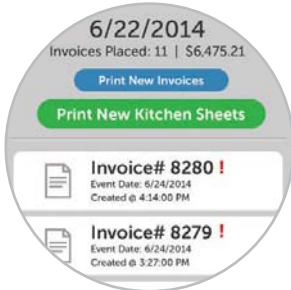 6/22/2014
Invoices Placed: 11 | $6,475.21
Print New Invoices
Print New Kitchen Sheets
Invoice# 8280 !
Event Date: 6/24/2014
Created @ 4:14:00 PM
Invoice# 8279 !
Event Date: 6/24/2014
Created @ 3:27:00 PM